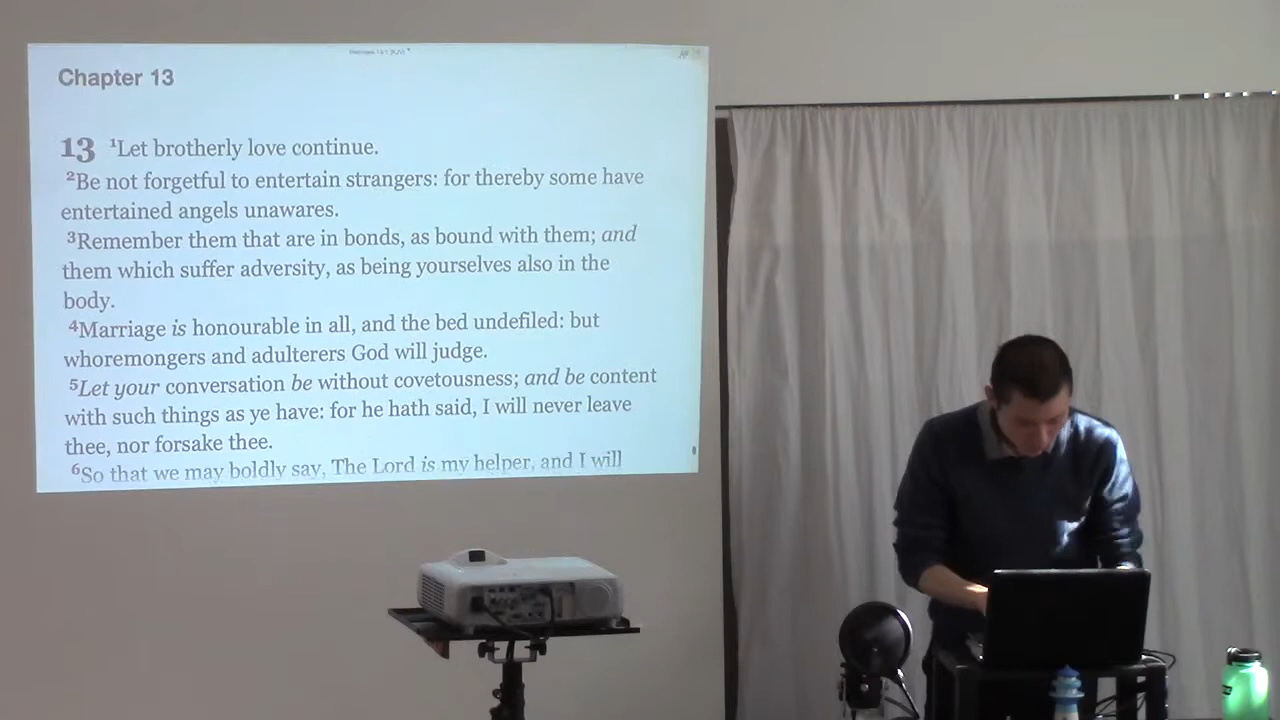 Chapter 13
13 ¹Let brotherly love continue.
²Be not forgetful to entertain strangers: for thereby some have
entertained angels unawares.
³Remember them that are in bonds, as bound with them; and
them which suffer adversity, as being yourselves also in the
body.
⁴Marriage is honourable in all, and the bed undefiled: but
whoremongers and adulterers God will judge.
⁵Let your conversation be without covetousness; and be content
with such things as ye have: for he hath said, I will never leave
thee, nor forsake thee.
⁶So that we may boldly say, The Lord is my helper, and I will